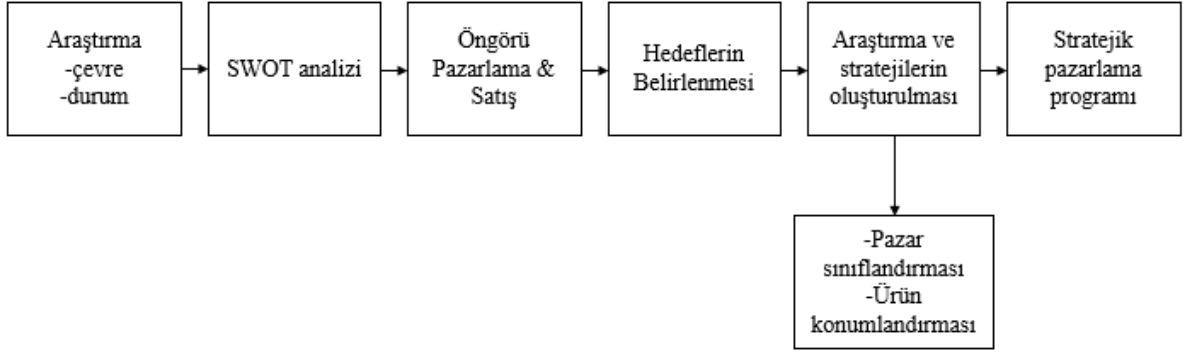 Araştırma
-çevre
-durum
SWOT analizi
Öngörü
Pazarlama &
Satış
Hedeflerin
Belirlenmesi
Araştırma ve
stratejilerin
oluşturulması
Stratejik
pazarlama
programı
-Pazar
sınıflandırması
-Ürün
konumlandırması